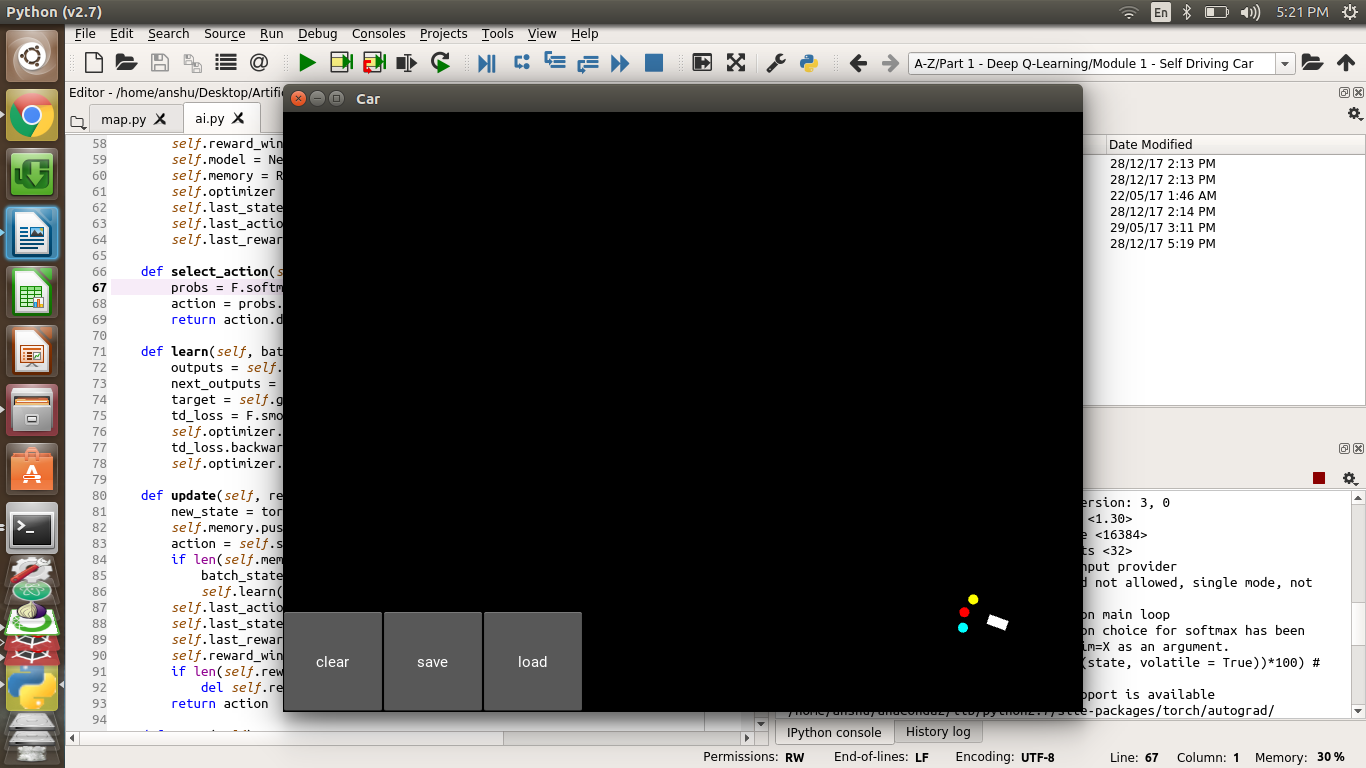 Python (v2.7)
En
5:21 PM
File Edit Search Source Run Debug Consoles Projects Tools View Help
A-Z/Part 1 - Deep Q-Learning/Module 1 - Self Driving Car
Editor - /home/anshu/Desktop/Artific
Car
map.py
ai.py
Date Modified
28/12/17 2:13 PM
28/12/17 2:13 PM
22/05/17 1:46 AM
28/12/17 2:14 PM
29/05/17 3:11 PM
28/12/17 5:19 PM
58 self.reward_win
59 self.model = Ne
60 self.memory = R
61 self.optimizer
62 self.last_state
63 self.last_actio
64 self.last_rewar
65
66 def select_action(s
67 probs = F.softm
68 action = probs.
69 return action.d
70
71 def learn(self, bat
72 outputs = self.
73 next_outputs =
74 target = self.g
75 td_loss = F.smo
76 self.optimizer.
77 td_loss.backwar
78 self.optimizer.
79
80 def update(self, re
81 new_state = tor
82 self.memory.pus
83 action = self.s
84 if len(self.mem
85 batch_state
86 self.learn(
87 self.last_actio
88 self.last_state
89 self.last_rewar
90 self.reward_win
91 if len(self.rew
92 del self.re
93 return action
94
clear
save
load
ersion: 3, 0
<1.30>
e <16384>
ts <32>
nput provider
d not allowed, single mode, not
on main loop
on choice for softmax has been
im=X as an argument.
(state, volatile = True))*100) #
pport is available
/home/anshu/anaconda2/lib/python2.7/site-packages/torch/autograd/
IPython console
History log
Permissions: RW End-of-lines: LF Encoding: UTF-8 Line: 67 Column: 1 Memory: 30 %